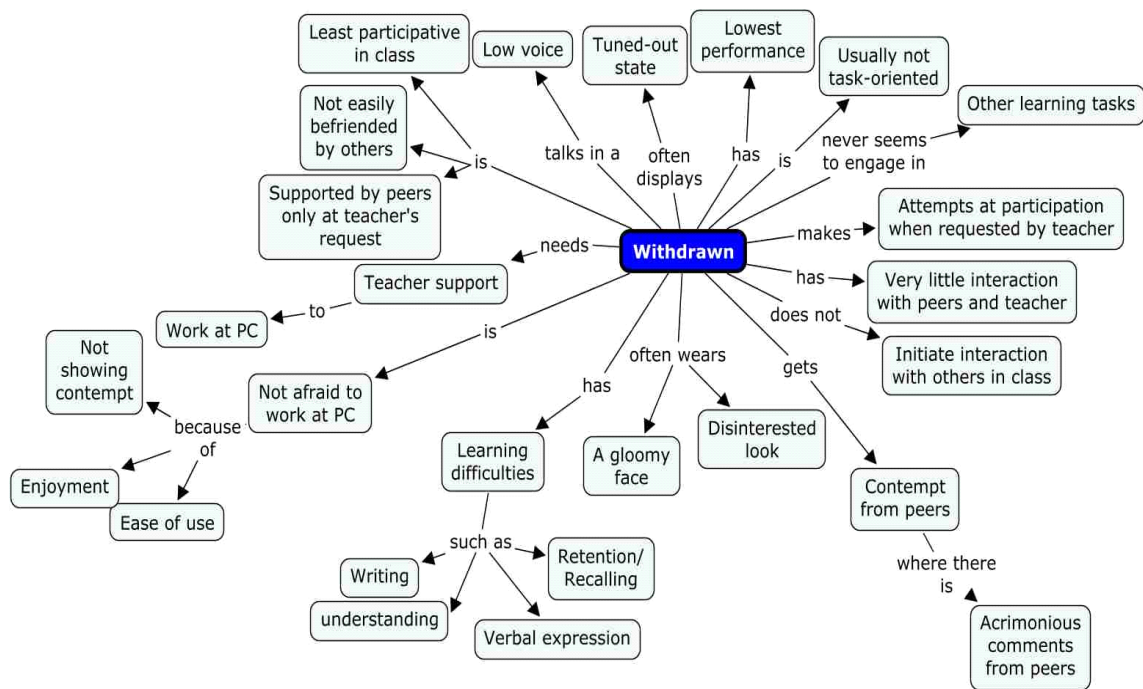 Least participative
in class
Low voice
Tuned-out
state
Lowest
performance
Usually not
task-oriented
Other learning tasks
Not easily
befriended
by others
is
talks in a
often
displays
has
is
never seems
to engage in
Supported by peers
only at teacher's
request
Attempts at participation
when requested by teacher
makes
needs
Withdrawn
Teacher support
has
Very little interaction
with peers and teacher
to
does not
Work at PC
is
Initiate interaction
with others in class
Not
showing
contempt
often wears
gets
Not afraid to
work at PC
has
because
of
Disinterested
look
Learning
difficulties
A gloomy
face
Enjoyment
Ease of use
Contempt
from peers
such as
Retention/
Recalling
Writing
where there
is
understanding
Verbal expression
Acrimonious
comments
from peers